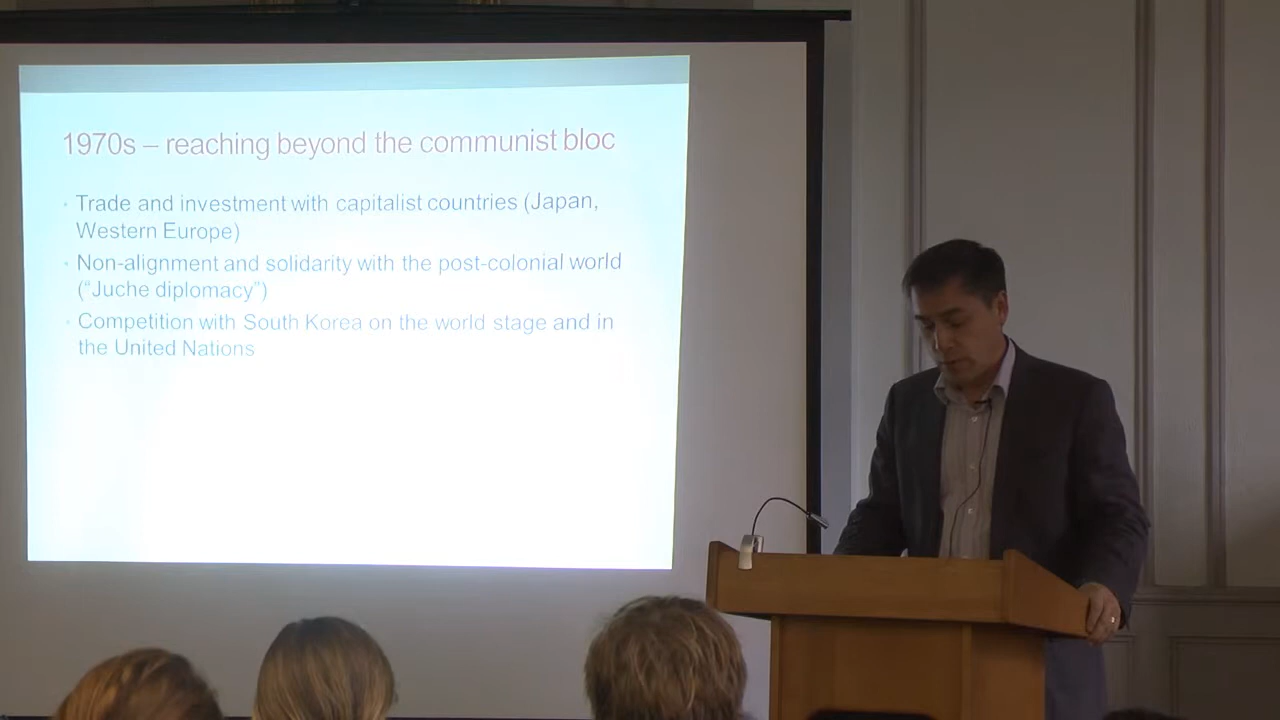 1970s – reaching beyond the communist bloc
Trade and investment with capitalist countries (Japan,
Western Europe)
Non-alignment and solidarity with the post-colonial world
(“Juche diplomacy”)
Competition with South Korea on the world stage and in
the United Nations